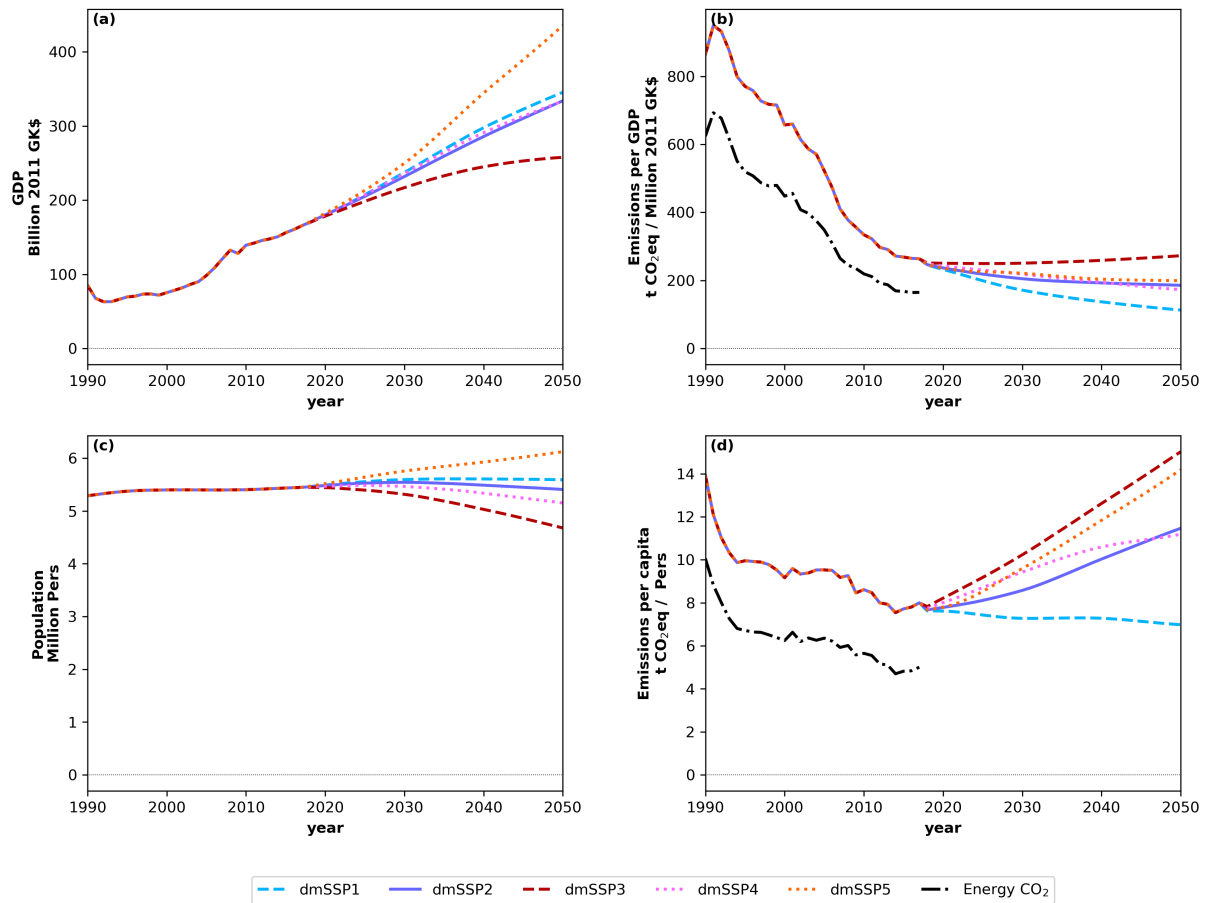 (a)
GDP
Billion 2011 GK$
400
300
200
100
0
1990 2000 2010 2020 2030 2040 2050
year
(b)
Emissions per GDP
t CO₂eq / Million 2011 GK$
800
600
400
200
0
1990 2000 2010 2020 2030 2040 2050
year
(c)
Population
Million Pers
6
5
4
3
2
1
0
1990 2000 2010 2020 2030 2040 2050
year
(d)
Emissions per capita
t CO₂eq / Pers
14
12
10
8
6
4
2
0
1990 2000 2010 2020 2030 2040 2050
year
dmSSP1 dmSSP2 dmSSP3 dmSSP4 dmSSP5 Energy CO₂